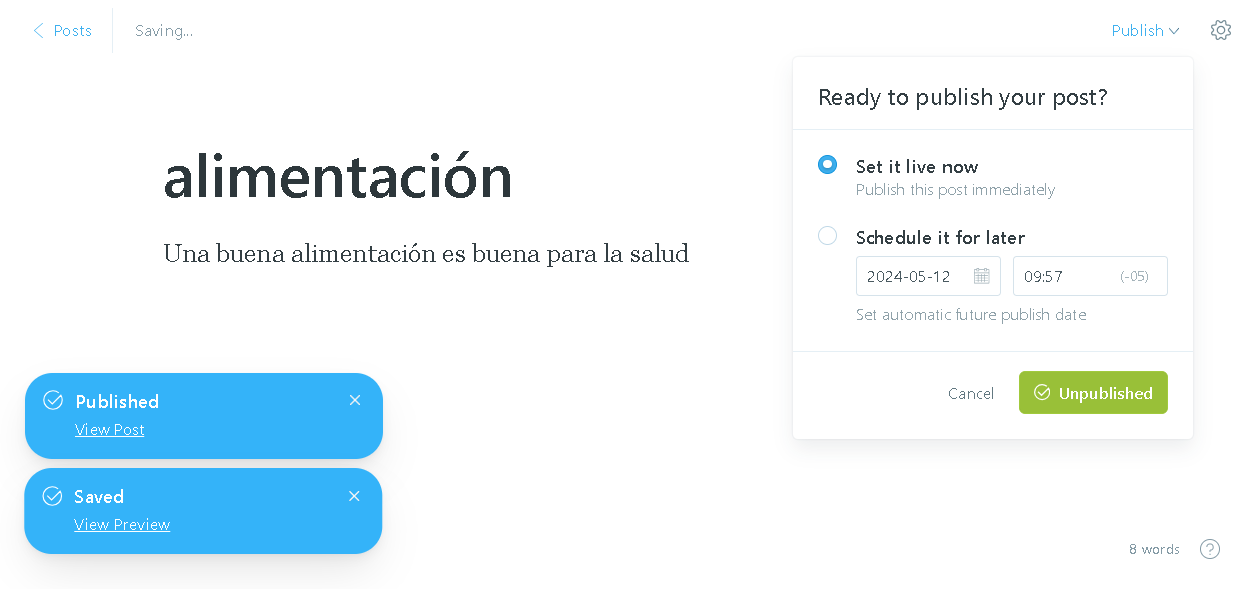 Posts
Saving...
Publish
Ready to publish your post?
alimentación
Una buena alimentación es buena para la salud
Set it live now
Publish this post immediately
Schedule it for later
2024-05-12 09:57 (-05)
Set automatic future publish date
Cancel Unpublished
Published
View Post
Saved
View Preview
8 words
?